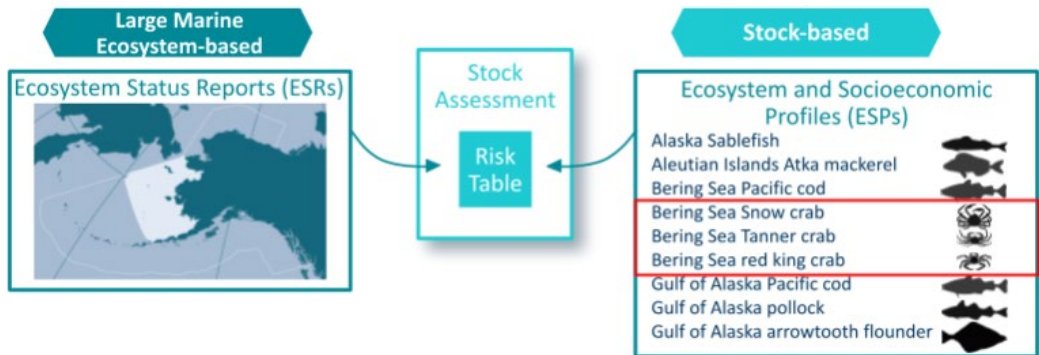 Large Marine
Ecosystem-based
Ecosystem Status Reports (ESRs)
Stock
Assessment
Risk
Table
Stock-based
Ecosystem and Socioeconomic
Profiles (ESPs)
Alaska Sablefish
Aleutian Islands Atka mackerel
Bering Sea Pacific cod
Bering Sea Snow crab
Bering Sea Tanner crab
Bering Sea red king crab
Gulf of Alaska Pacific cod
Gulf of Alaska pollock
Gulf of Alaska arrowtooth flounder